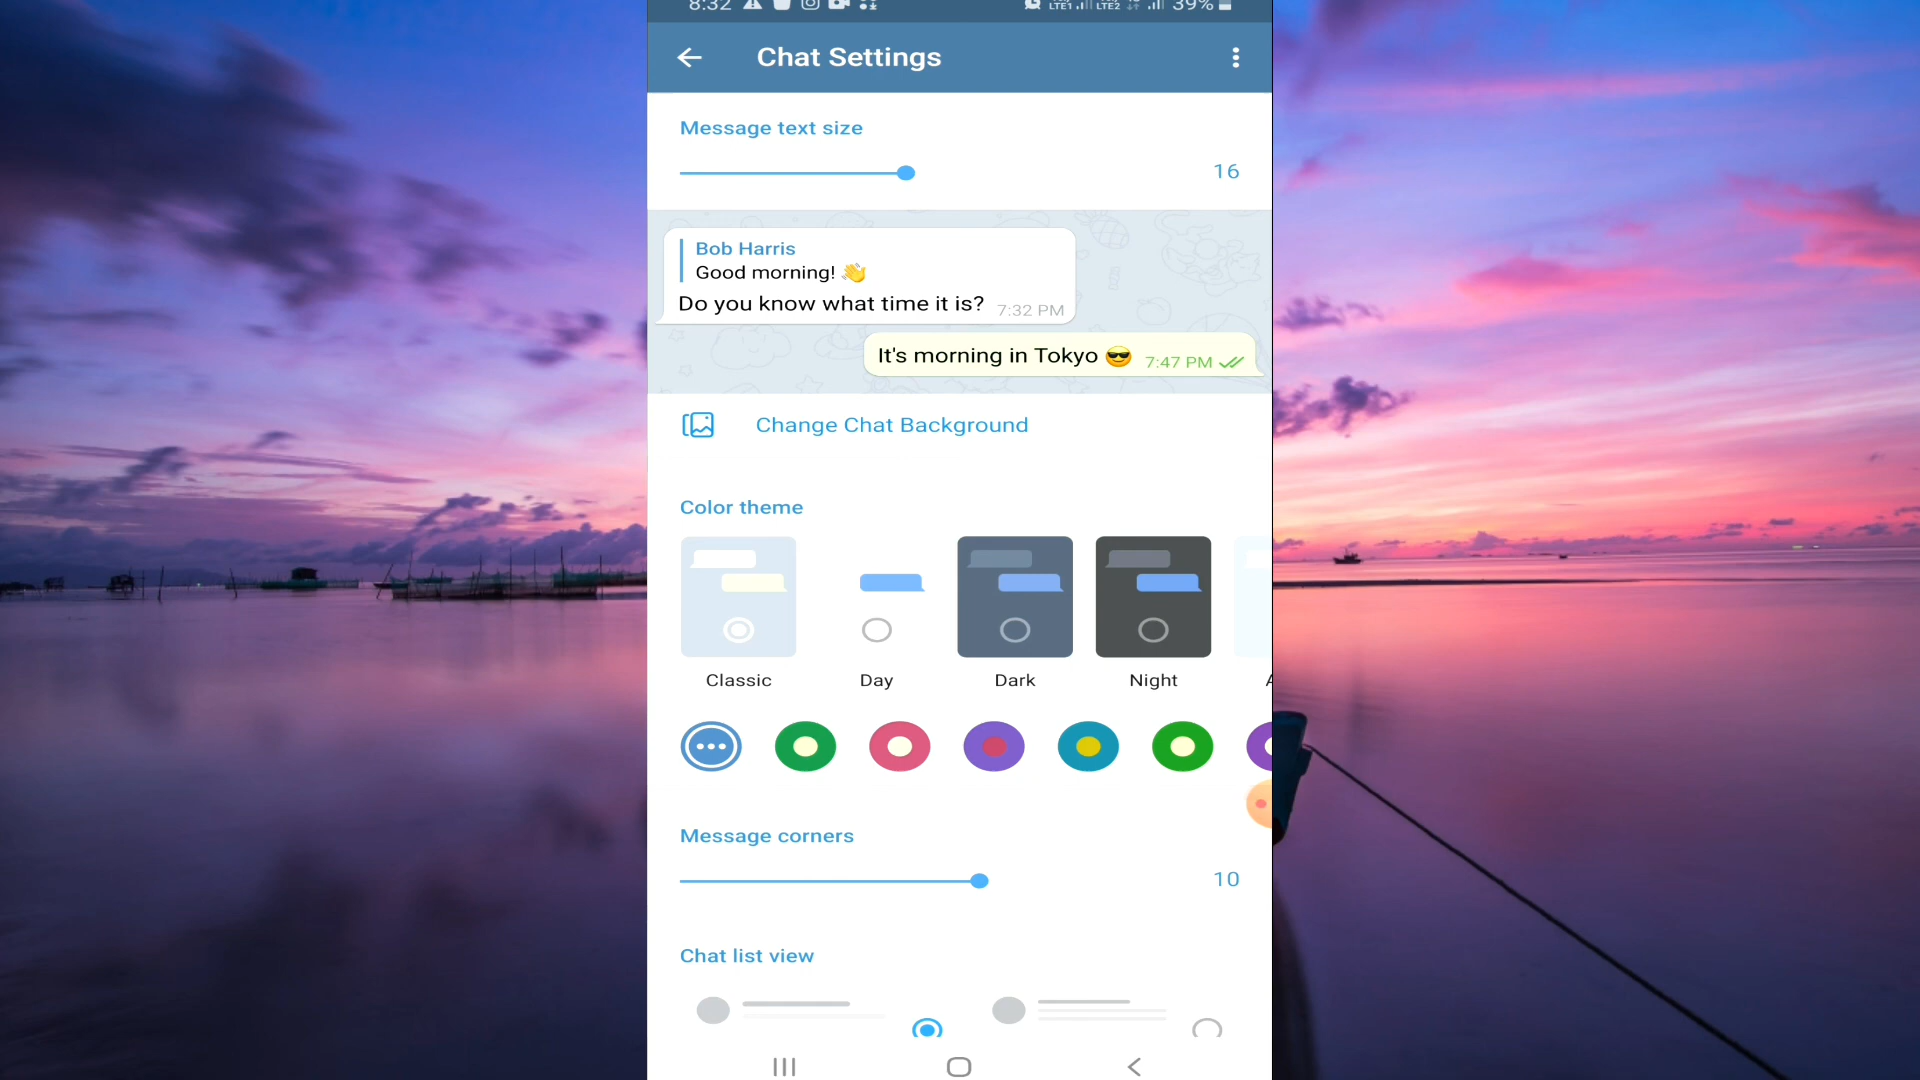 8:32 LTE1 LTE2 39%
Chat Settings
Message text size
16
Bob Harris
Good morning! 👋
Do you know what time it is? 7:32 PM
It's morning in Tokyo 😎 7:47 PM
Change Chat Background
Color theme
Classic Day Dark Night A
Message corners
10
Chat list view